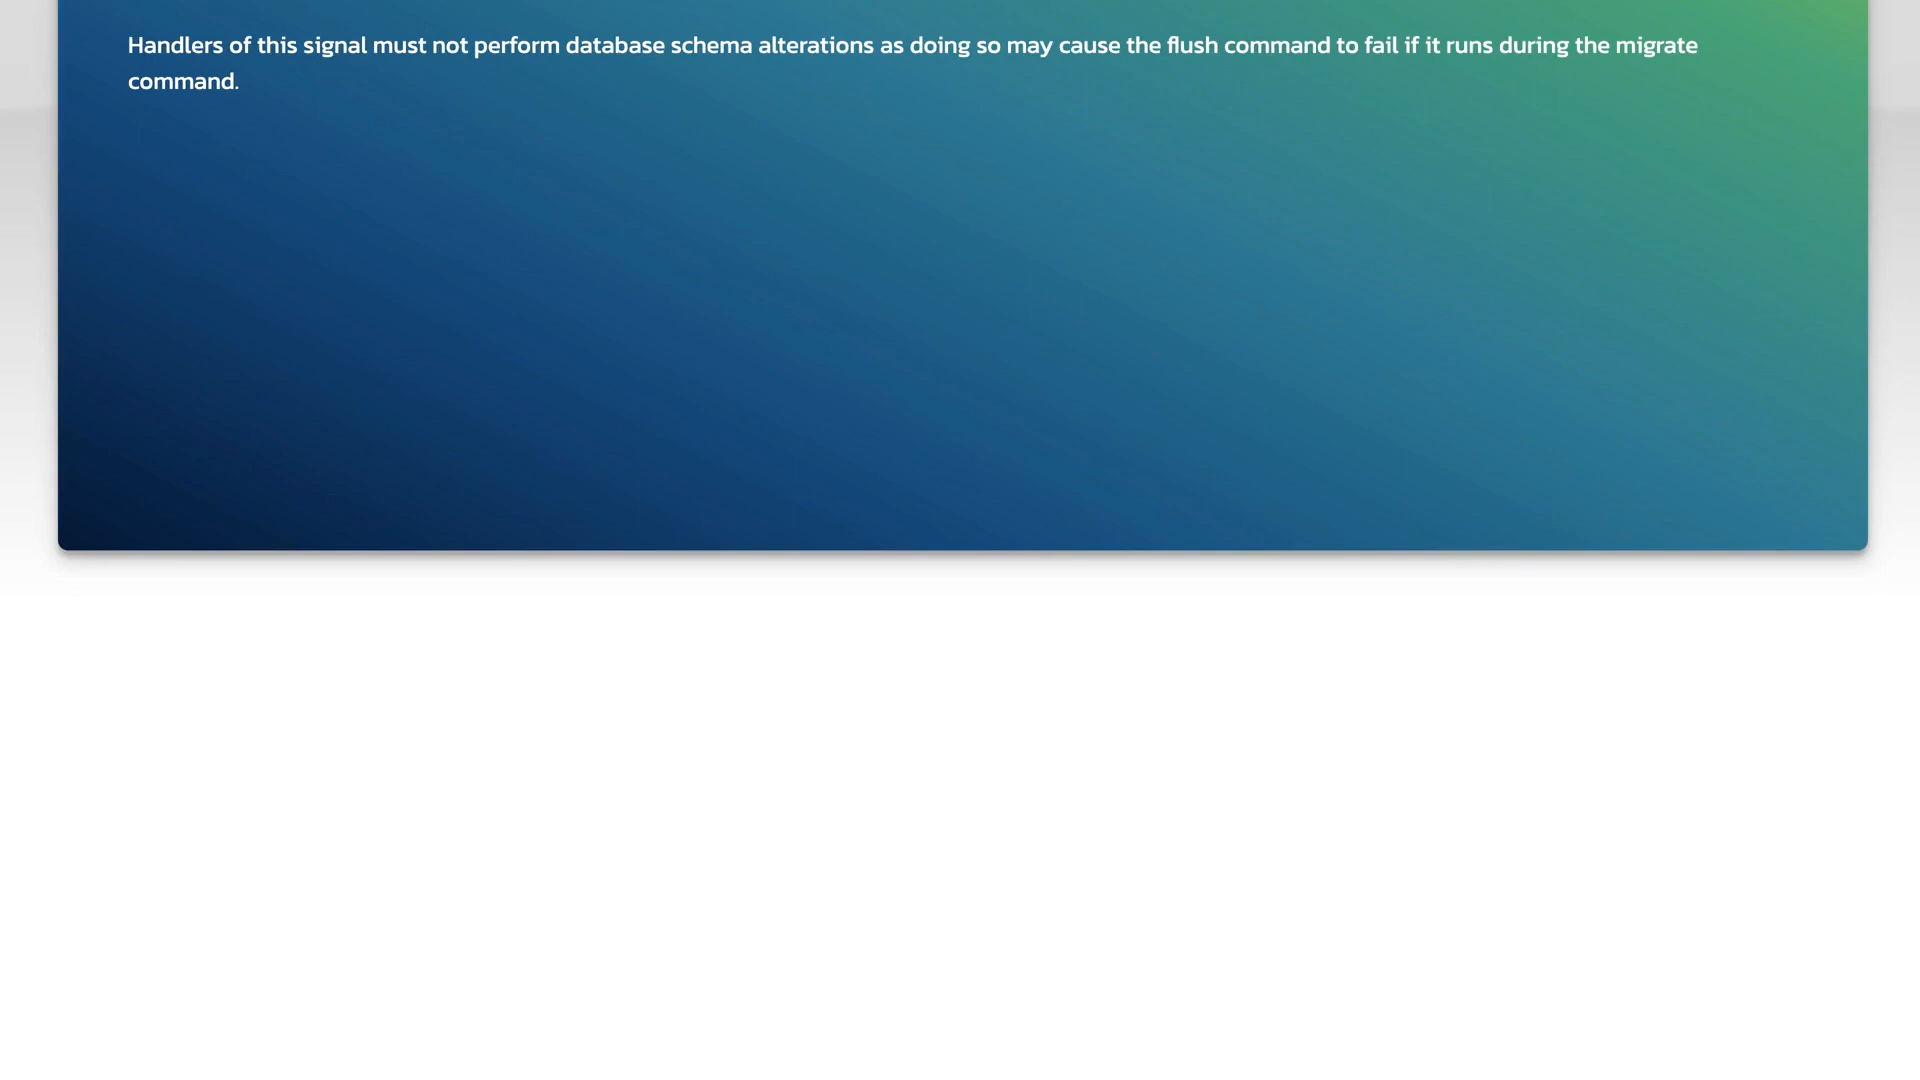 Handlers of this signal must not perform database schema alterations as doing so may cause the flush command to fail if it runs during the migrate
command.